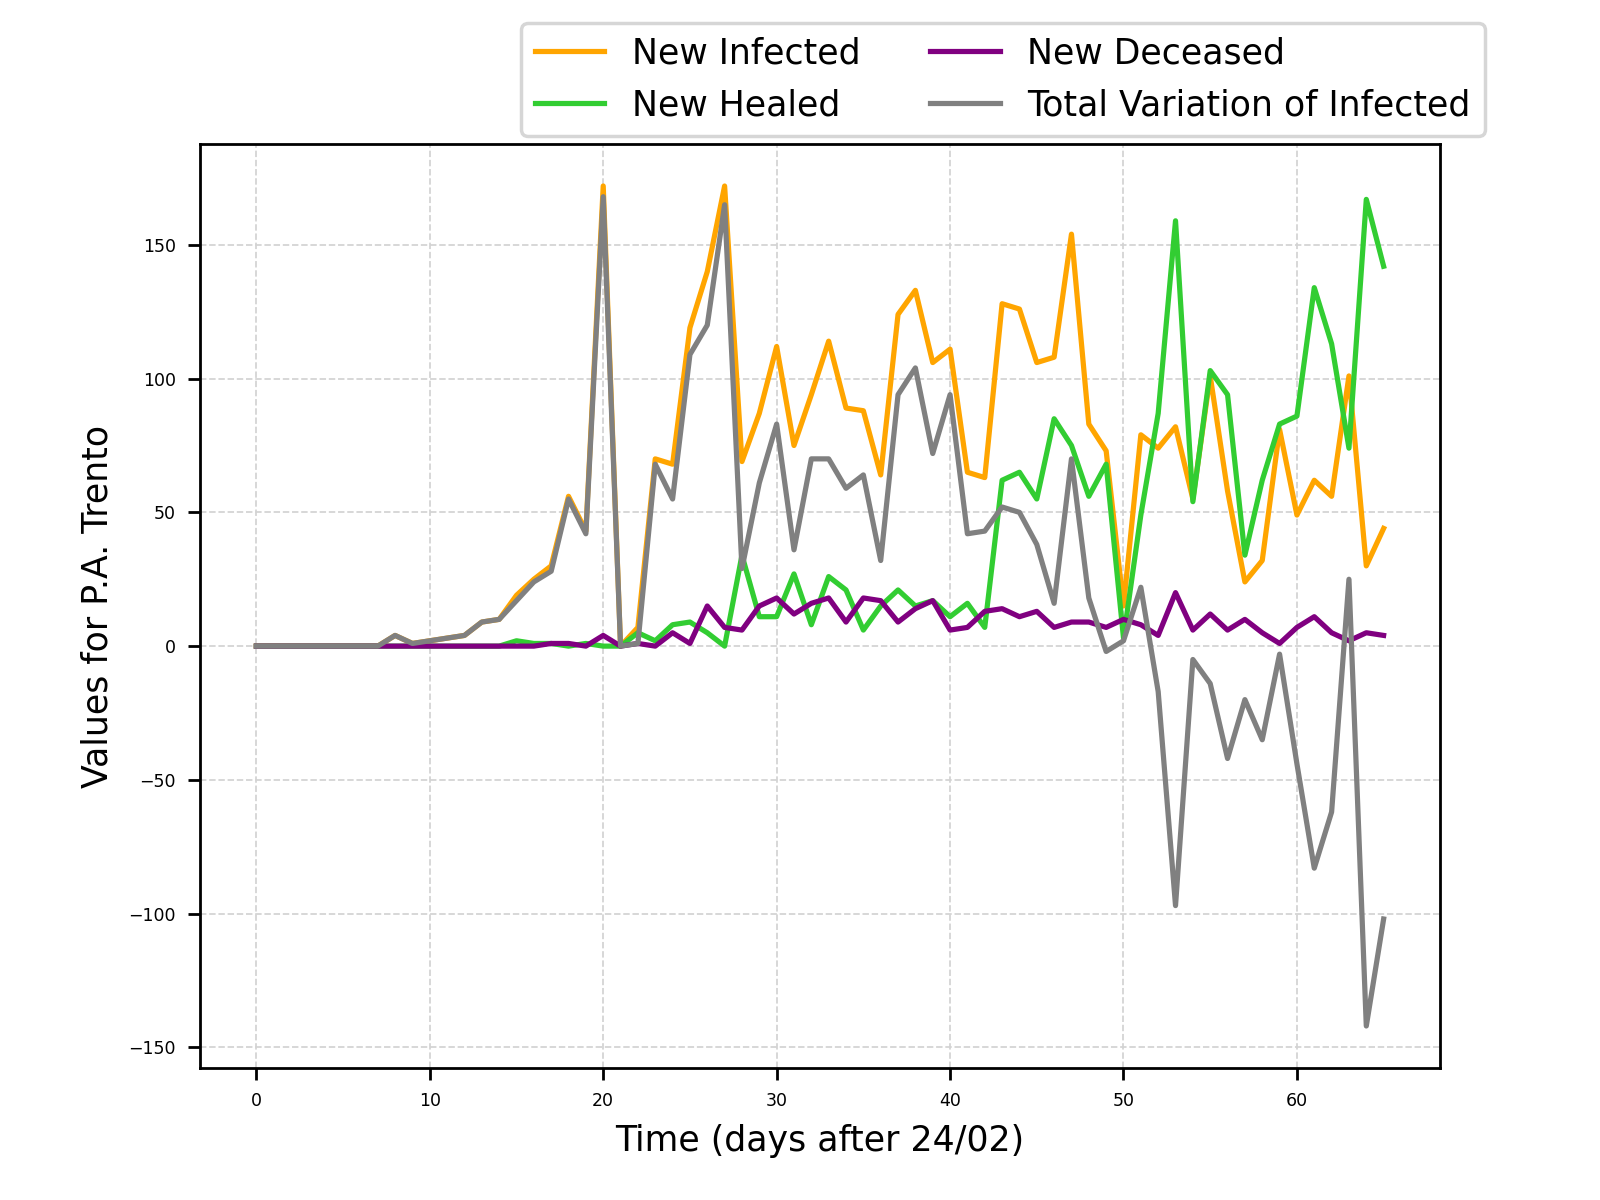 New Infected
New Healed
New Deceased
Total Variation of Infected
Values for P.A. Trento
150
100
50
0
−50
−100
−150
0 10 20 30 40 50 60
Time (days after 24/02)